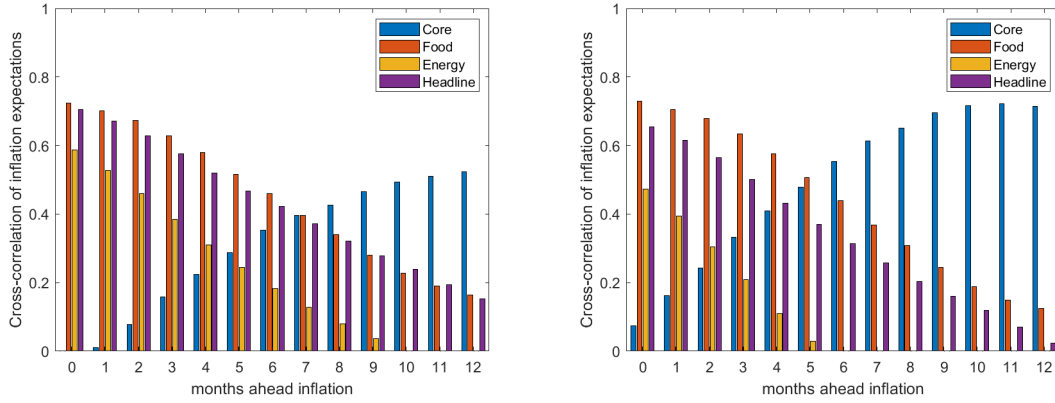 1
0.8
0.6
0.4
0.2
0
Cross-correlation of inflation expectations
Core
Food
Energy
Headline
0 1 2 3 4 5 6 7 8 9 10 11 12
months ahead inflation
1
0.8
0.6
0.4
0.2
0
Cross-correlation of inflation expectations
Core
Food
Energy
Headline
0 1 2 3 4 5 6 7 8 9 10 11 12
months ahead inflation